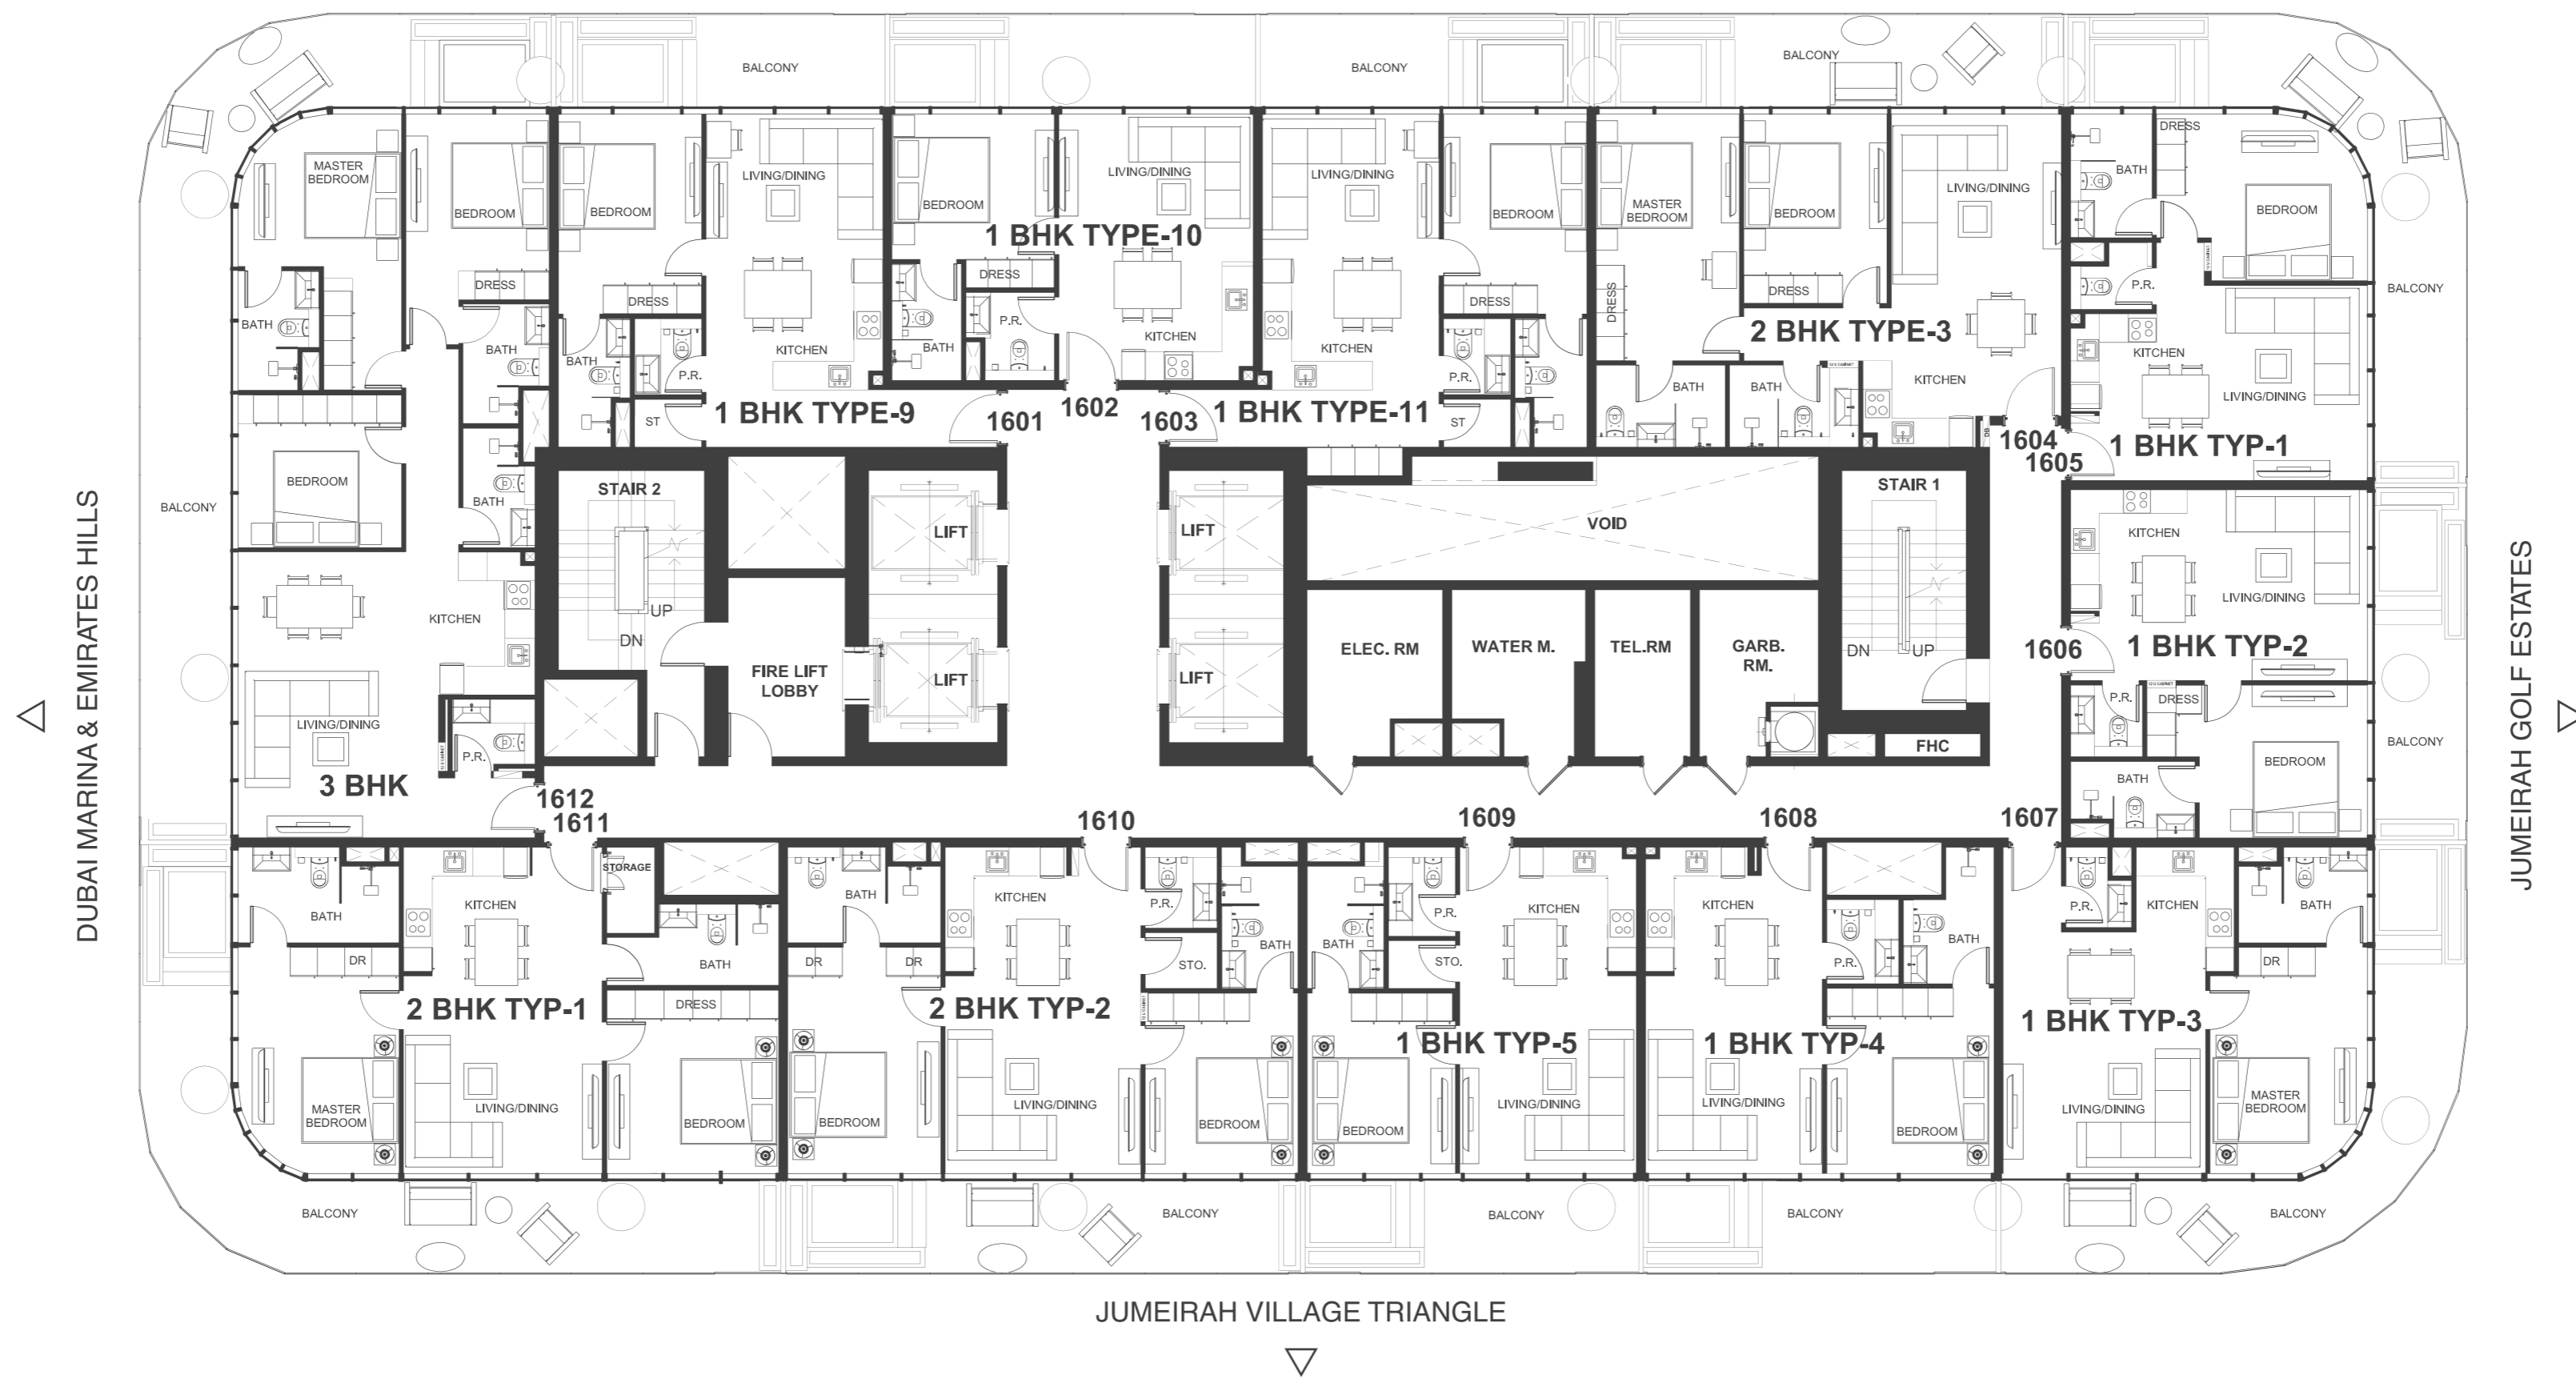 BALCONY
BALCONY
BALCONY
MASTER
BEDROOM
BEDROOM
BEDROOM
LIVING/DINING
BEDROOM
LIVING/DINING
LIVING/DINING
BEDROOM
MASTER
BEDROOM
BEDROOM
LIVING/DINING
DRESS
BATH
BEDROOM
1 BHK TYPE-10
DRESS
DRESS
DRESS
DRESS
DRESS
DRESS
P.R.
BALCONY
BATH
BATH
BATH
P.R.
KITCHEN
P.R.
BATH
P.R.
KITCHEN
KITCHEN
2 BHK TYPE-3
KITCHEN
LIVING/DINING
BATH
BATH
KITCHEN
1 BHK TYPE-9
ST
1601
1602
1603
1 BHK TYPE-11
ST
1604
1605
1 BHK TYP-1
DB
BEDROOM
BATH
BALCONY
STAIR 2
UP
DN
LIFT
LIFT
VOID
STAIR 1
DN
UP
KITCHEN
LIVING/DINING
1606
1 BHK TYP-2
KITCHEN
LIVING/DINING
P.R.
3 BHK
FIRE LIFT
LOBBY
LIFT
LIFT
ELEC. RM
WATER M.
TEL.RM
GARB.
RM.
FHC
P.R.
DRESS
BEDROOM
BATH
BALCONY
DUBAI MARINA & EMIRATES HILLS
JUMEIRAH GOLF ESTATES
1612
1611
1610
1609
1608
1607
STORAGE
BATH
KITCHEN
BATH
DR
DRESS
2 BHK TYP-1
MASTER
BEDROOM
LIVING/DINING
BEDROOM
BATH
DR
DR
KITCHEN
P.R.
STO.
BATH
2 BHK TYP-2
BEDROOM
LIVING/DINING
BEDROOM
BATH
P.R.
STO.
KITCHEN
1 BHK TYP-5
BEDROOM
LIVING/DINING
KITCHEN
P.R.
BATH
1 BHK TYP-4
LIVING/DINING
BEDROOM
P.R.
KITCHEN
BATH
DR
1 BHK TYP-3
LIVING/DINING
MASTER
BEDROOM
BALCONY
BALCONY
BALCONY
BALCONY
BALCONY
JUMEIRAH VILLAGE TRIANGLE